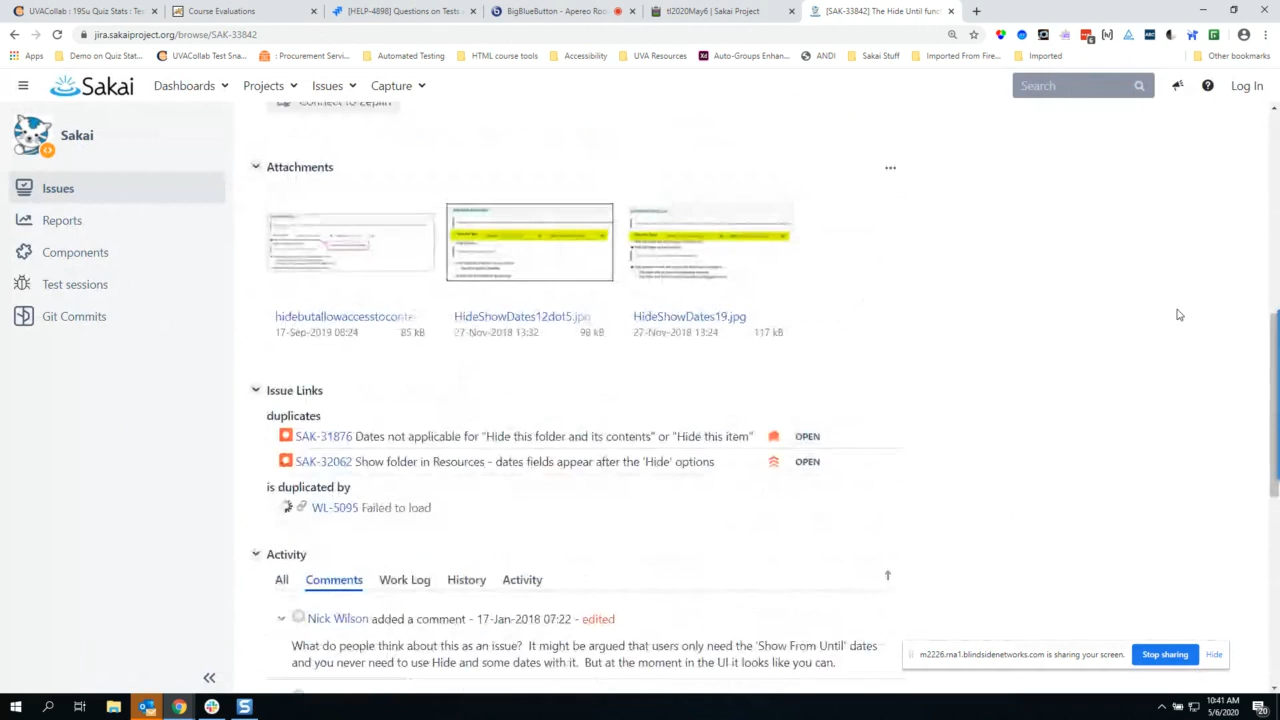 UVACollab : 19Su Quiz Stats : Te
Course Evaluations
[HELP-4898] Questions on Tests
BigBlueButton - Apereo Roo
tl2020May6 | Sakai Project
[SAK-33842] The Hide Until func
jira.sakaiproject.org/browse/SAK-33842
Apps
Demo on Quiz Stat...
UVACollab Test Sna...
: Procurement Servi...
Automated Testing
HTML course tools
Accessibility
UVA Resources
Auto-Groups Enhan...
ANDI
Sakai Stuff
Imported From Fire...
Imported
Other bookmarks
Sakai
Dashboards
Projects
Issues
Capture
Search
Log In
Connect to Zeplin
Sakai
Issues
Reports
Components
Test sessions
Git Commits
Attachments
hidebutallowaccesstoconte
17-Sep-2019 08:24 85 kB
HideShowDates12dot5.jpg
27-Nov-2018 13:32 98 kB
HideShowDates19.jpg
27-Nov-2018 13:24 117 kB
Issue Links
duplicates
SAK-31876 Dates not applicable for "Hide this folder and its contents" or "Hide this item" OPEN
SAK-32062 Show folder in Resources - dates fields appear after the 'Hide' options OPEN
is duplicated by
WL-5095 Failed to load
Activity
All Comments Work Log History Activity
Nick Wilson added a comment - 17-Jan-2018 07:22 - edited
What do people think about this as an issue? It might be argued that users only need the 'Show From Until' dates
and you never need to use Hide and some dates with it. But at the moment in the UI it looks like you can.
m2226.rna1.blindsidenetworks.com is sharing your screen.
Stop sharing
Hide
10:41 AM
5/6/2020
20